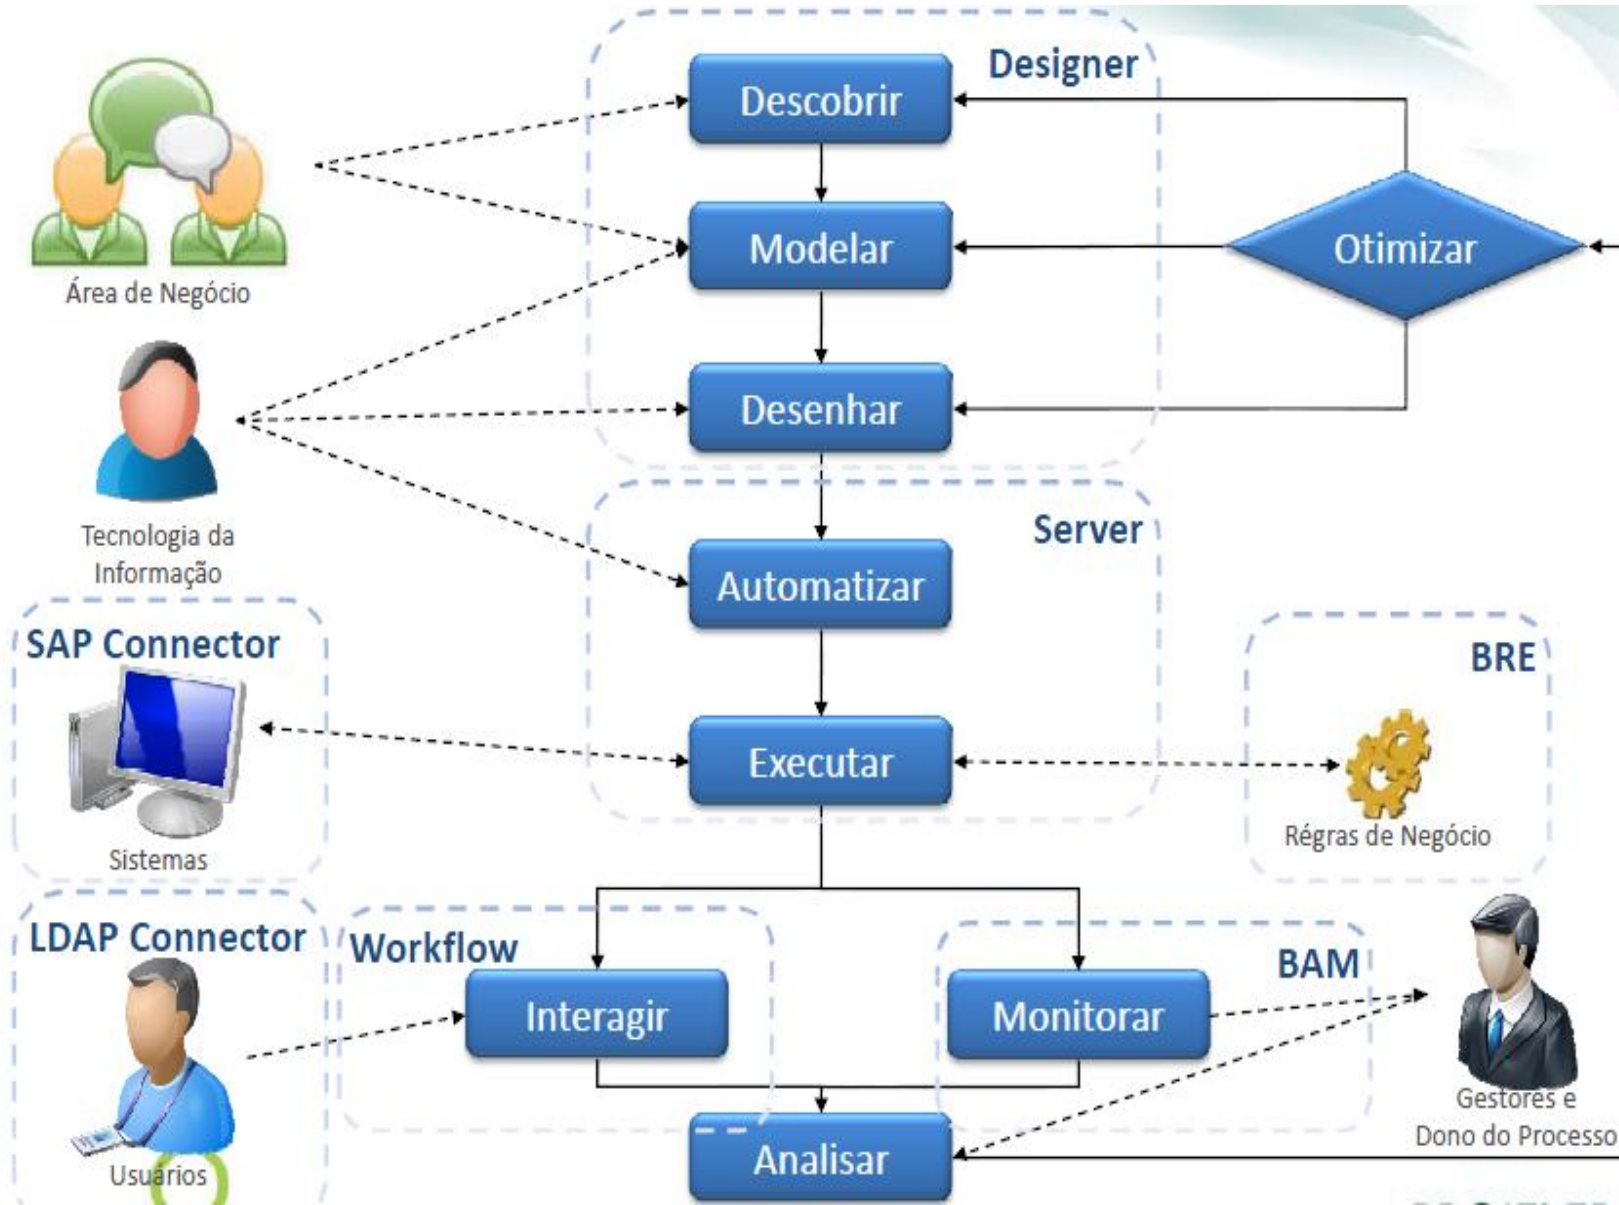 Designer
Descobrir
Modelar
Otimizar
Área de Negócio
Desenhar
Tecnologia da
Informação
Server
Automatizar
SAP Connector
BRE
Executar
Sistemas
Régras de Negócio
LDAP Connector
Workflow
BAM
Interagir
Monitorar
Gestores e
Dono do Processo
Analisar
Usuários